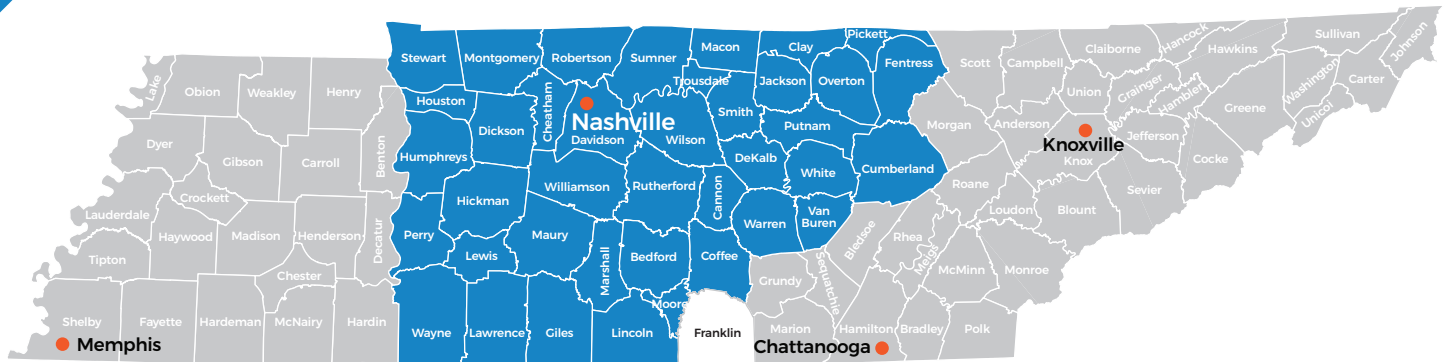 Stewart
Montgomery
Robertson
Sumner
Macon
Clay
Pickett
Fentress
Scott
Campbell
Claiborne
Hancock
Hawkins
Sullivan
Johnson
Lake
Obion
Weakley
Henry
Houston
Dickson
Cheatham
Nashville
Davidson
Wilson
Trousdale
Smith
Jackson
Overton
Putnam
Morgan
Anderson
Union
Grainger
Hamblen
Greene
Washington
Unicoi
Carter
Dyer
Gibson
Carroll
Benton
Humphreys
Williamson
Rutherford
Cannon
DeKalb
White
Cumberland
Roane
Knoxville
Knox
Jefferson
Cocke
Sevier
Lauderdale
Crockett
Haywood
Madison
Henderson
Decatur
Perry
Hickman
Lewis
Maury
Marshall
Bedford
Coffee
Warren
Van
Buren
Bledsoe
Rhea
Meigs
Loudon
Blount
Monroe
McMinn
Tipton
Chester
Grundy
Sequatchie
Shelby
Fayette
Hardeman
McNairy
Hardin
Wayne
Lawrence
Giles
Lincoln
Moore
Franklin
Marion
Hamilton
Bradley
Polk
Memphis
Chattanooga